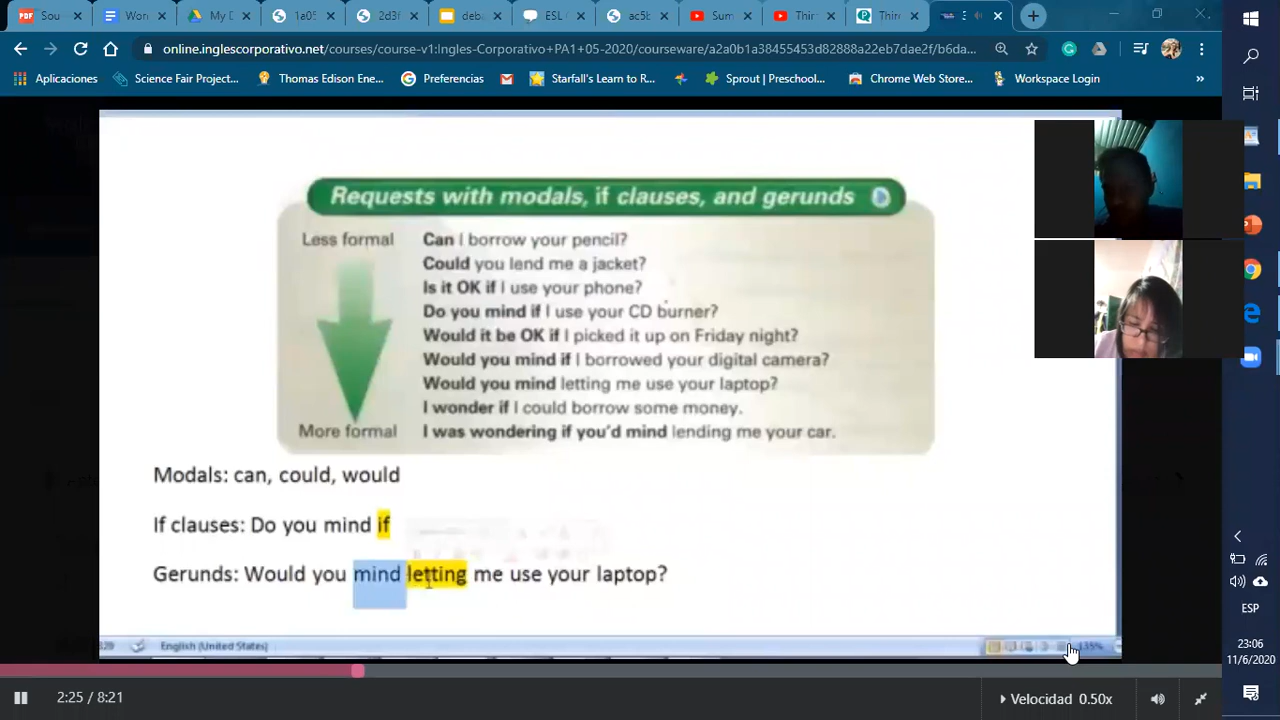 Sou
Wor
My D
1a05
2d3f
deba
ESL
ac5b
Sum
Thir
Thire
online.inglescorporativo.net/courses/course-v1:Ingles-Corporativo+PA1+05-2020/courseware/a2a0b1a38455453d82888a22eb7dae2f/b6da...
Aplicaciones
Science Fair Project...
Thomas Edison Ene...
Preferencias
Starfall's Learn to R...
Sprout | Preschool...
Chrome Web Store...
Workspace Login
»
Requests with modals, if clauses, and gerunds
Less formal
Can I borrow your pencil?
Could you lend me a jacket?
Is it OK if I use your phone?
Do you mind if I use your CD burner?
Would it be OK if I picked it up on Friday night?
Would you mind if I borrowed your digital camera?
Would you mind letting me use your laptop?
I wonder if I could borrow some money.
More formal
I was wondering if you'd mind lending me your car.
Modals: can, could, would
If clauses: Do you mind if
Gerunds: Would you mind letting me use your laptop?
English (United States)
135%
2:25 / 8:21
Velocidad 0.50x
ESP
23:06
11/6/2020